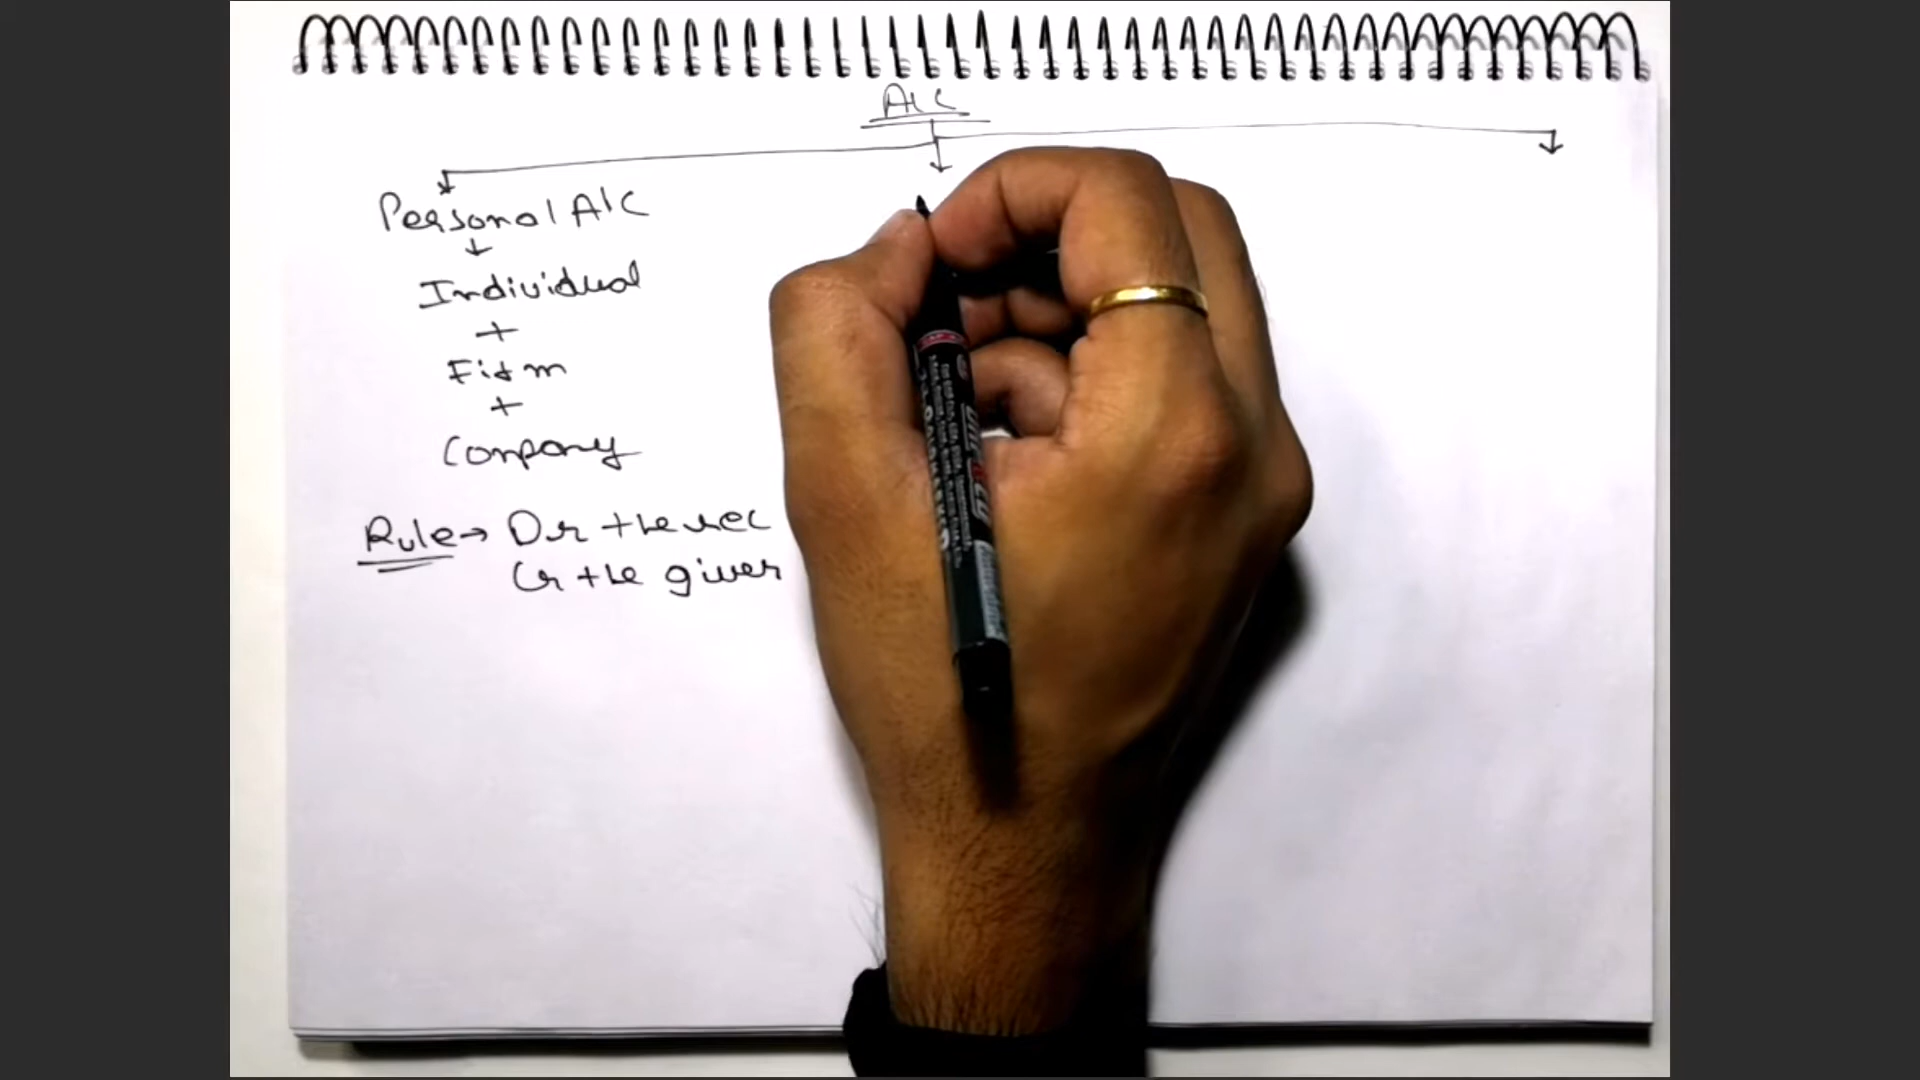 A/C
Personal A/C
Individual
+
Firm
+
Company
Rule → Dr the rec
Cr the giver